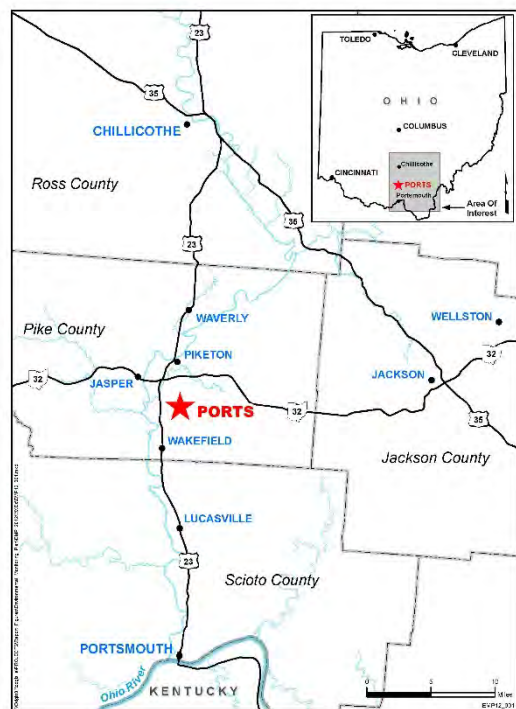 23
TOLEDO
CLEVELAND
35
OHIO
COLUMBUS
CHILLICOTHE
Chillicothe
CINCINNATI
PORTS
Portsmouth
Area Of
Interest
Ross County
35
23
Pike County
WAVERLY
WELLSTON
PIKETON
32
32
JASPER
JACKSON
PORTS
32
35
WAKEFIELD
Jackson County
LUCASVILLE
23
Scioto County
PORTSMOUTH
Ohio River
KENTUCKY
0
5
10
Miles